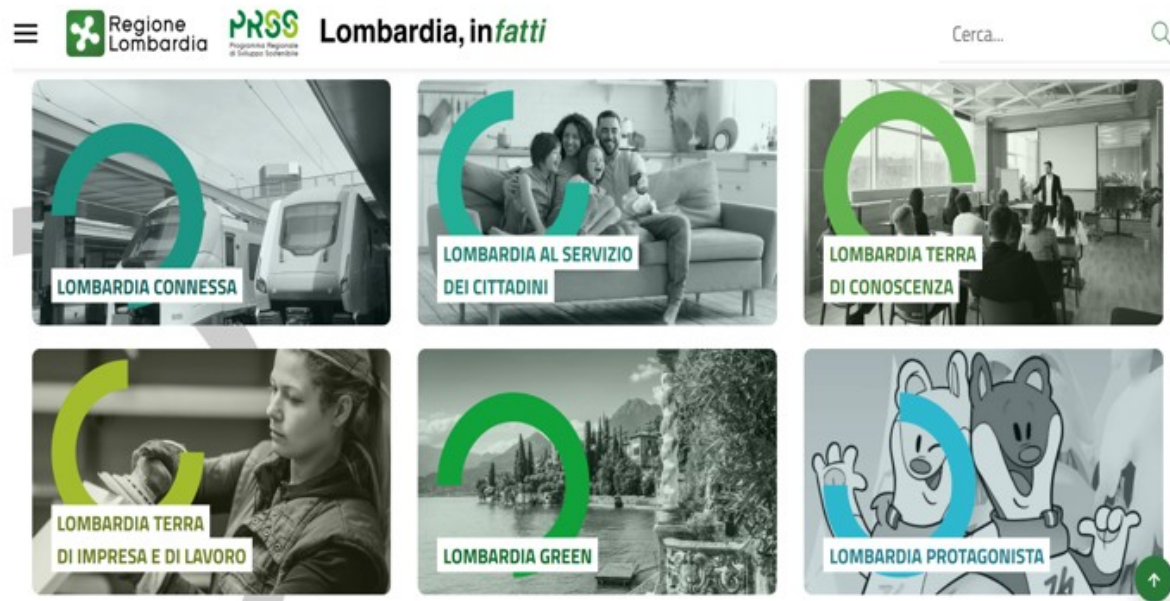 Regione
Lombardia
PRSS
Programma Regionale
di Sviluppo Sostenibile
Lombardia, infatti
Cerca...
LOMBARDIA CONNESSA
LOMBARDIA AL SERVIZIO
DEI CITTADINI
LOMBARDIA TERRA
DI CONOSCENZA
LOMBARDIA TERRA
DI IMPRESA E DI LAVORO
LOMBARDIA GREEN
LOMBARDIA PROTAGONISTA